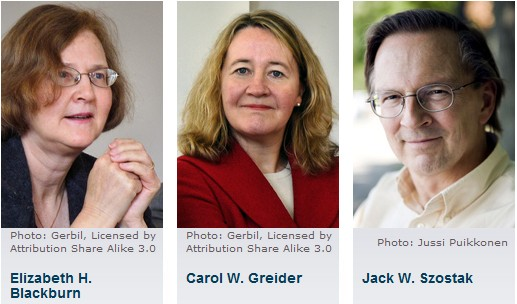 Photo: Gerbil, Licensed by
Attribution Share Alike 3.0
Elizabeth H.
Blackburn
Photo: Gerbil, Licensed by
Attribution Share Alike 3.0
Carol W. Greider
Photo: Jussi Puikkonen
Jack W. Szostak